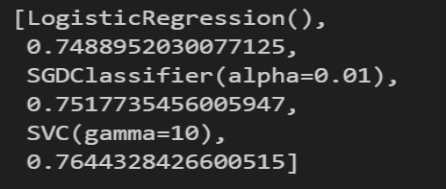 [LogisticRegression(),
0.7488952030077125,
SGDClassifier(alpha=0.01),
0.7517735456005947,
SVC(gamma=10),
0.7644328426600515]